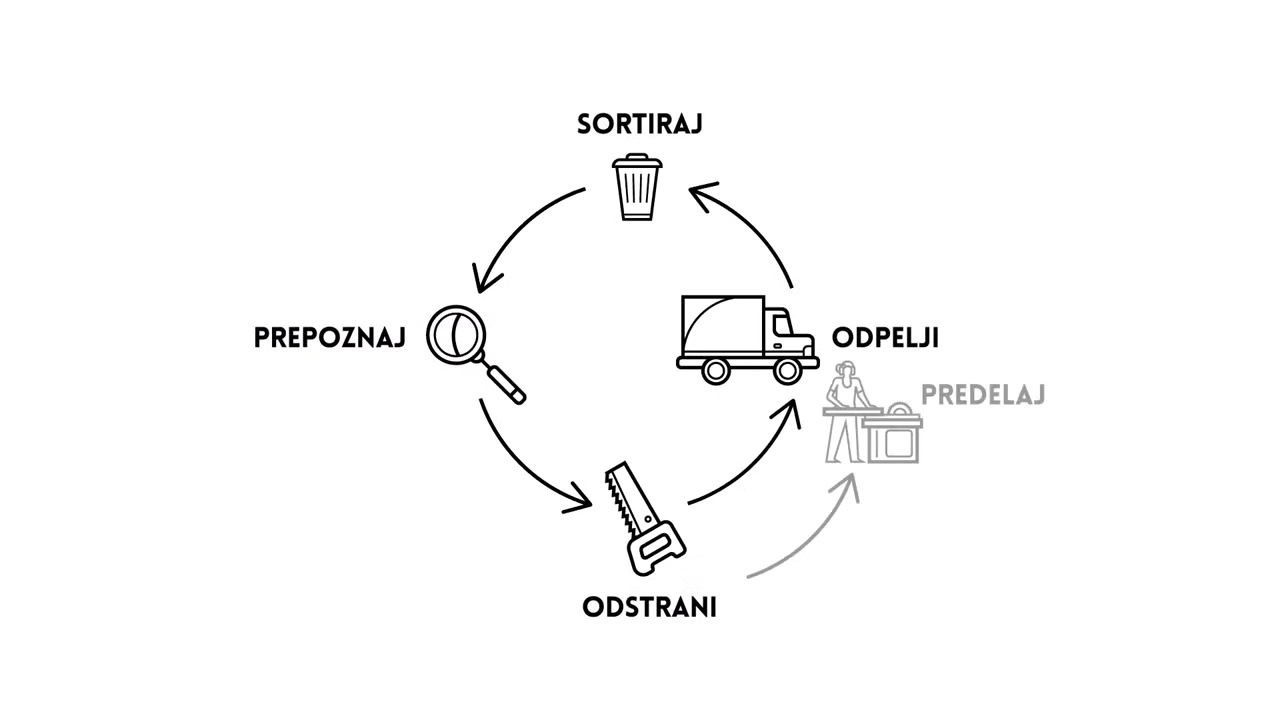 SORTIRAJ
PREPOZNAJ
ODPELJI
PREDELAJ
ODSTRANI